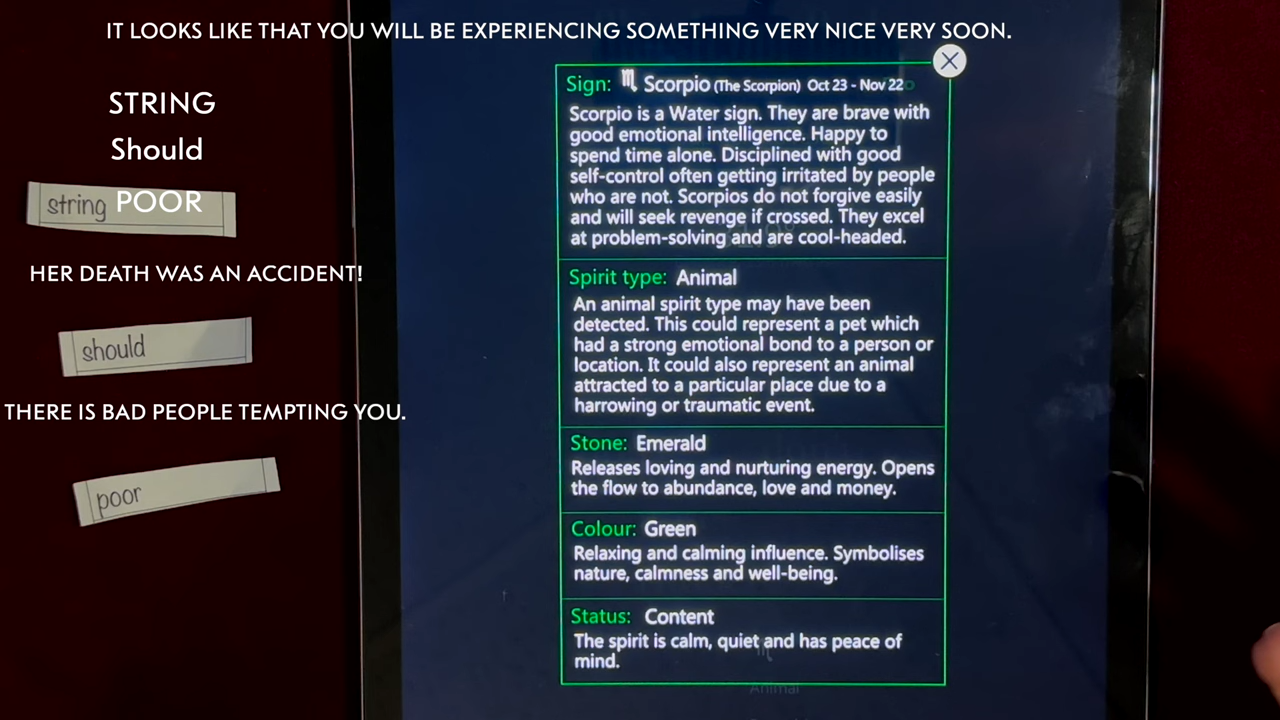 IT LOOKS LIKE THAT YOU WILL BE EXPERIENCING SOMETHING VERY NICE VERY SOON.
STRING
Should
POOR
string
HER DEATH WAS AN ACCIDENT!
should
THERE IS BAD PEOPLE TEMPTING YOU.
poor
Sign: ♏ Scorpio (The Scorpion) Oct 23 - Nov 22
Scorpio is a Water sign. They are brave with
good emotional intelligence. Happy to
spend time alone. Disciplined with good
self-control often getting irritated by people
who are not. Scorpios do not forgive easily
and will seek revenge if crossed. They excel
at problem-solving and are cool-headed.
Spirit type: Animal
An animal spirit type may have been
detected. This could represent a pet which
had a strong emotional bond to a person or
location. It could also represent an animal
attracted to a particular place due to a
harrowing or traumatic event.
Stone: Emerald
Releases loving and nurturing energy. Opens
the flow to abundance, love and money.
Colour: Green
Relaxing and calming influence. Symbolises
nature, calmness and well-being.
Status: Content
The spirit is calm, quiet and has peace of
mind.
Animal